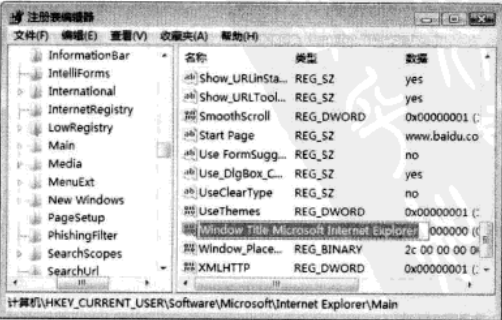 注册表编辑器
文件(F) 编辑(E) 查看(V) 收藏夹(A) 帮助(H)
InformationBar
IntelliForms
International
InternetRegistry
LowRegistry
Main
Media
MenuExt
New Windows
PageSetup
PhishingFilter
SearchScopes
SearchUrl
名称 类型 数据
Show_URLinSta... REG_SZ yes
Show_URLTool... REG_SZ yes
SmoothScroll REG_DWORD 0x00000001 (
Start Page REG_SZ www.baidu.co
Use FormSugg... REG_SZ no
Use_DlgBox_C... REG_SZ yes
UseClearType REG_SZ no
UseThemes REG_DWORD 0x00000001 (
Window Title Microsoft Internet Explorer 000000 (
Window_Place... REG_BINARY 2c 00 00 00
XMLHTTP REG_DWORD 0x00000001 (
计算机\HKEY_CURRENT_USER\Software\Microsoft\Internet Explorer\Main